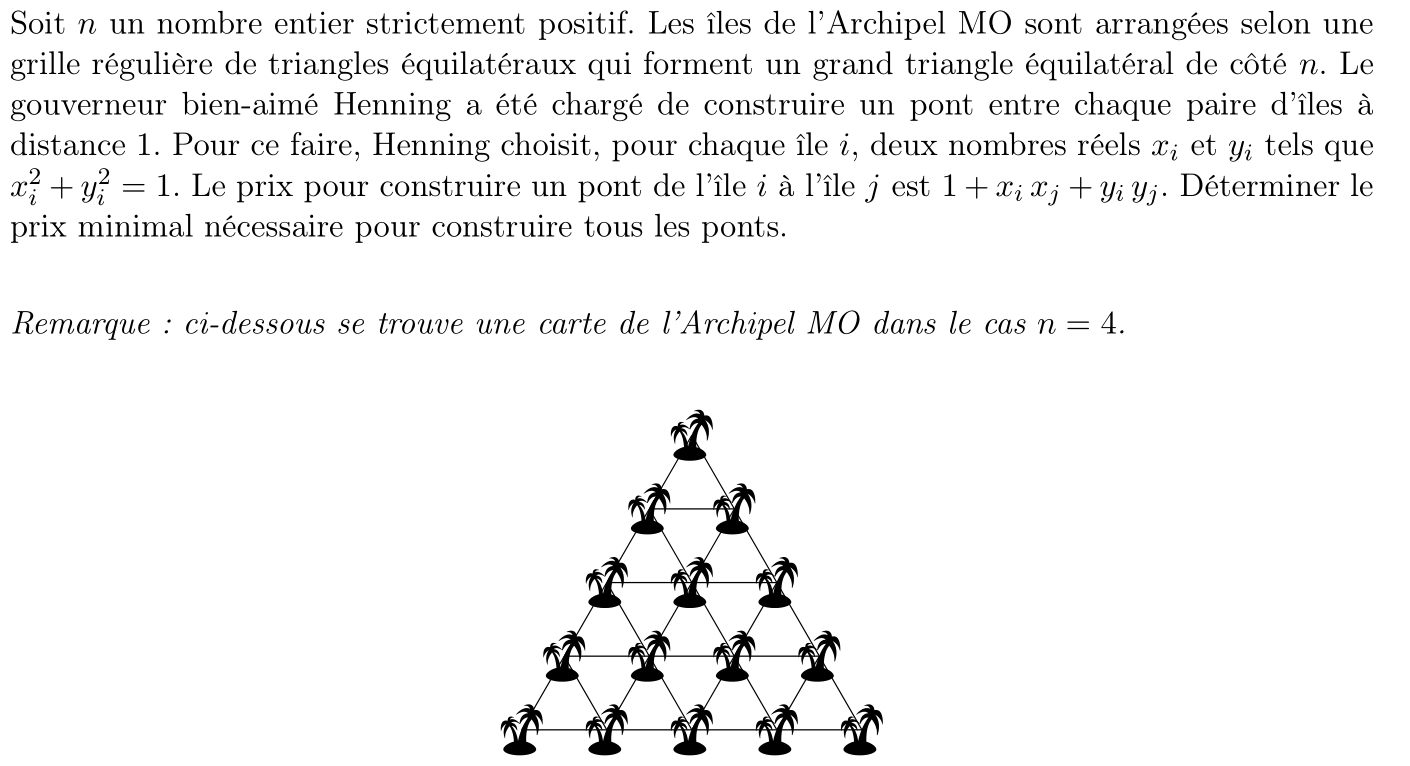 Soit n un nombre entier strictement positif. Les îles de l'Archipel MO sont arrangées selon une
grille régulière de triangles équilatéraux qui forment un grand triangle équilatéral de côté n. Le
gouverneur bien-aimé Henning a été chargé de construire un pont entre chaque paire d'îles à
distance 1. Pour ce faire, Henning choisit, pour chaque île i, deux nombres réels x_i et y_i tels que
x_i^2 + y_i^2 = 1. Le prix pour construire un pont de l'île i à l'île j est 1 + x_i x_j + y_i y_j. Déterminer le
prix minimal nécessaire pour construire tous les ponts.
Remarque : ci-dessous se trouve une carte de l'Archipel MO dans le cas n = 4.